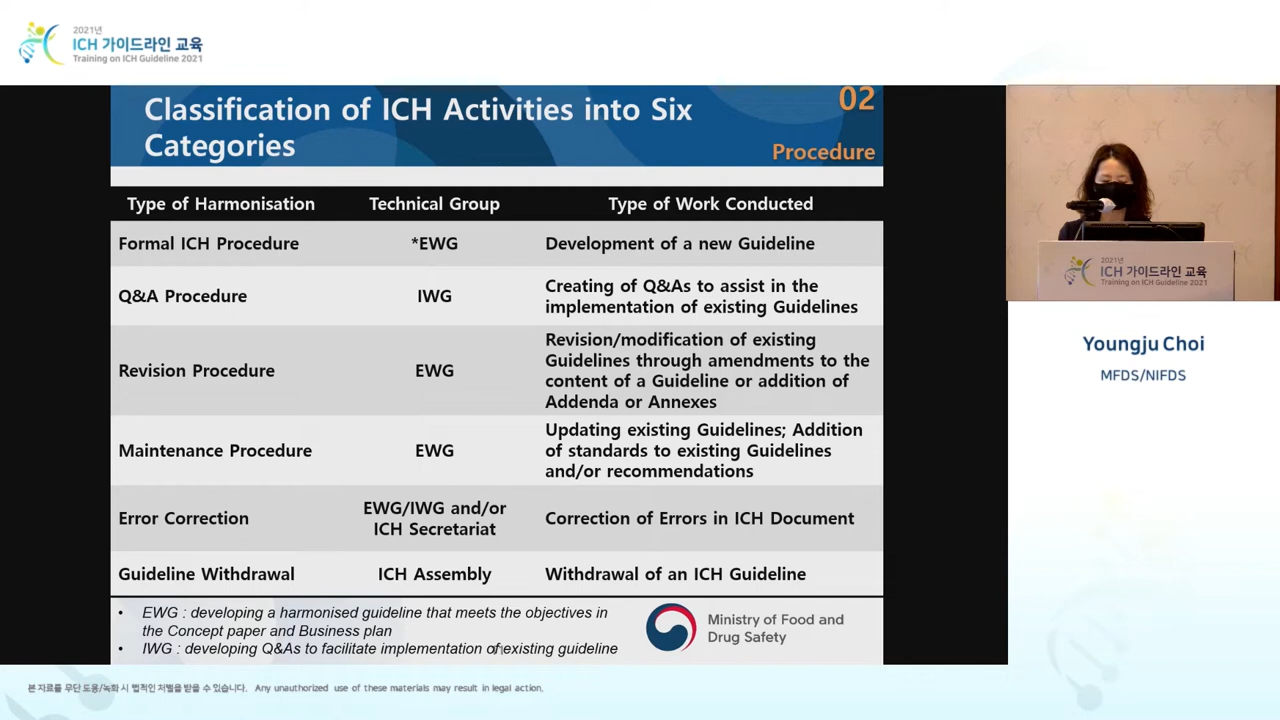 2021년
ICH 가이드라인 교육
Training on ICH Guideline 2021
Classification of ICH Activities into Six
Categories
02
Procedure
Type of Harmonisation Technical Group Type of Work Conducted
Formal ICH Procedure *EWG Development of a new Guideline
Q&A Procedure IWG Creating of Q&As to assist in the
implementation of existing Guidelines
Revision Procedure EWG Revision/modification of existing
Guidelines through amendments to the
content of a Guideline or addition of
Addenda or Annexes
Maintenance Procedure EWG Updating existing Guidelines; Addition
of standards to existing Guidelines
and/or recommendations
Error Correction EWG/IWG and/or
ICH Secretariat Correction of Errors in ICH Document
Guideline Withdrawal ICH Assembly Withdrawal of an ICH Guideline
• EWG : developing a harmonised guideline that meets the objectives in
the Concept paper and Business plan
• IWG : developing Q&As to facilitate implementation of existing guideline
Ministry of Food and
Drug Safety
2021년
ICH 가이드라인 교육
Training on ICH Guideline 2021
Youngju Choi
MFDS/NIFDS
본 자료를 무단 도용/녹화 시 법적인 처벌을 받을 수 있습니다. Any unauthorized use of these materials may result in legal action.